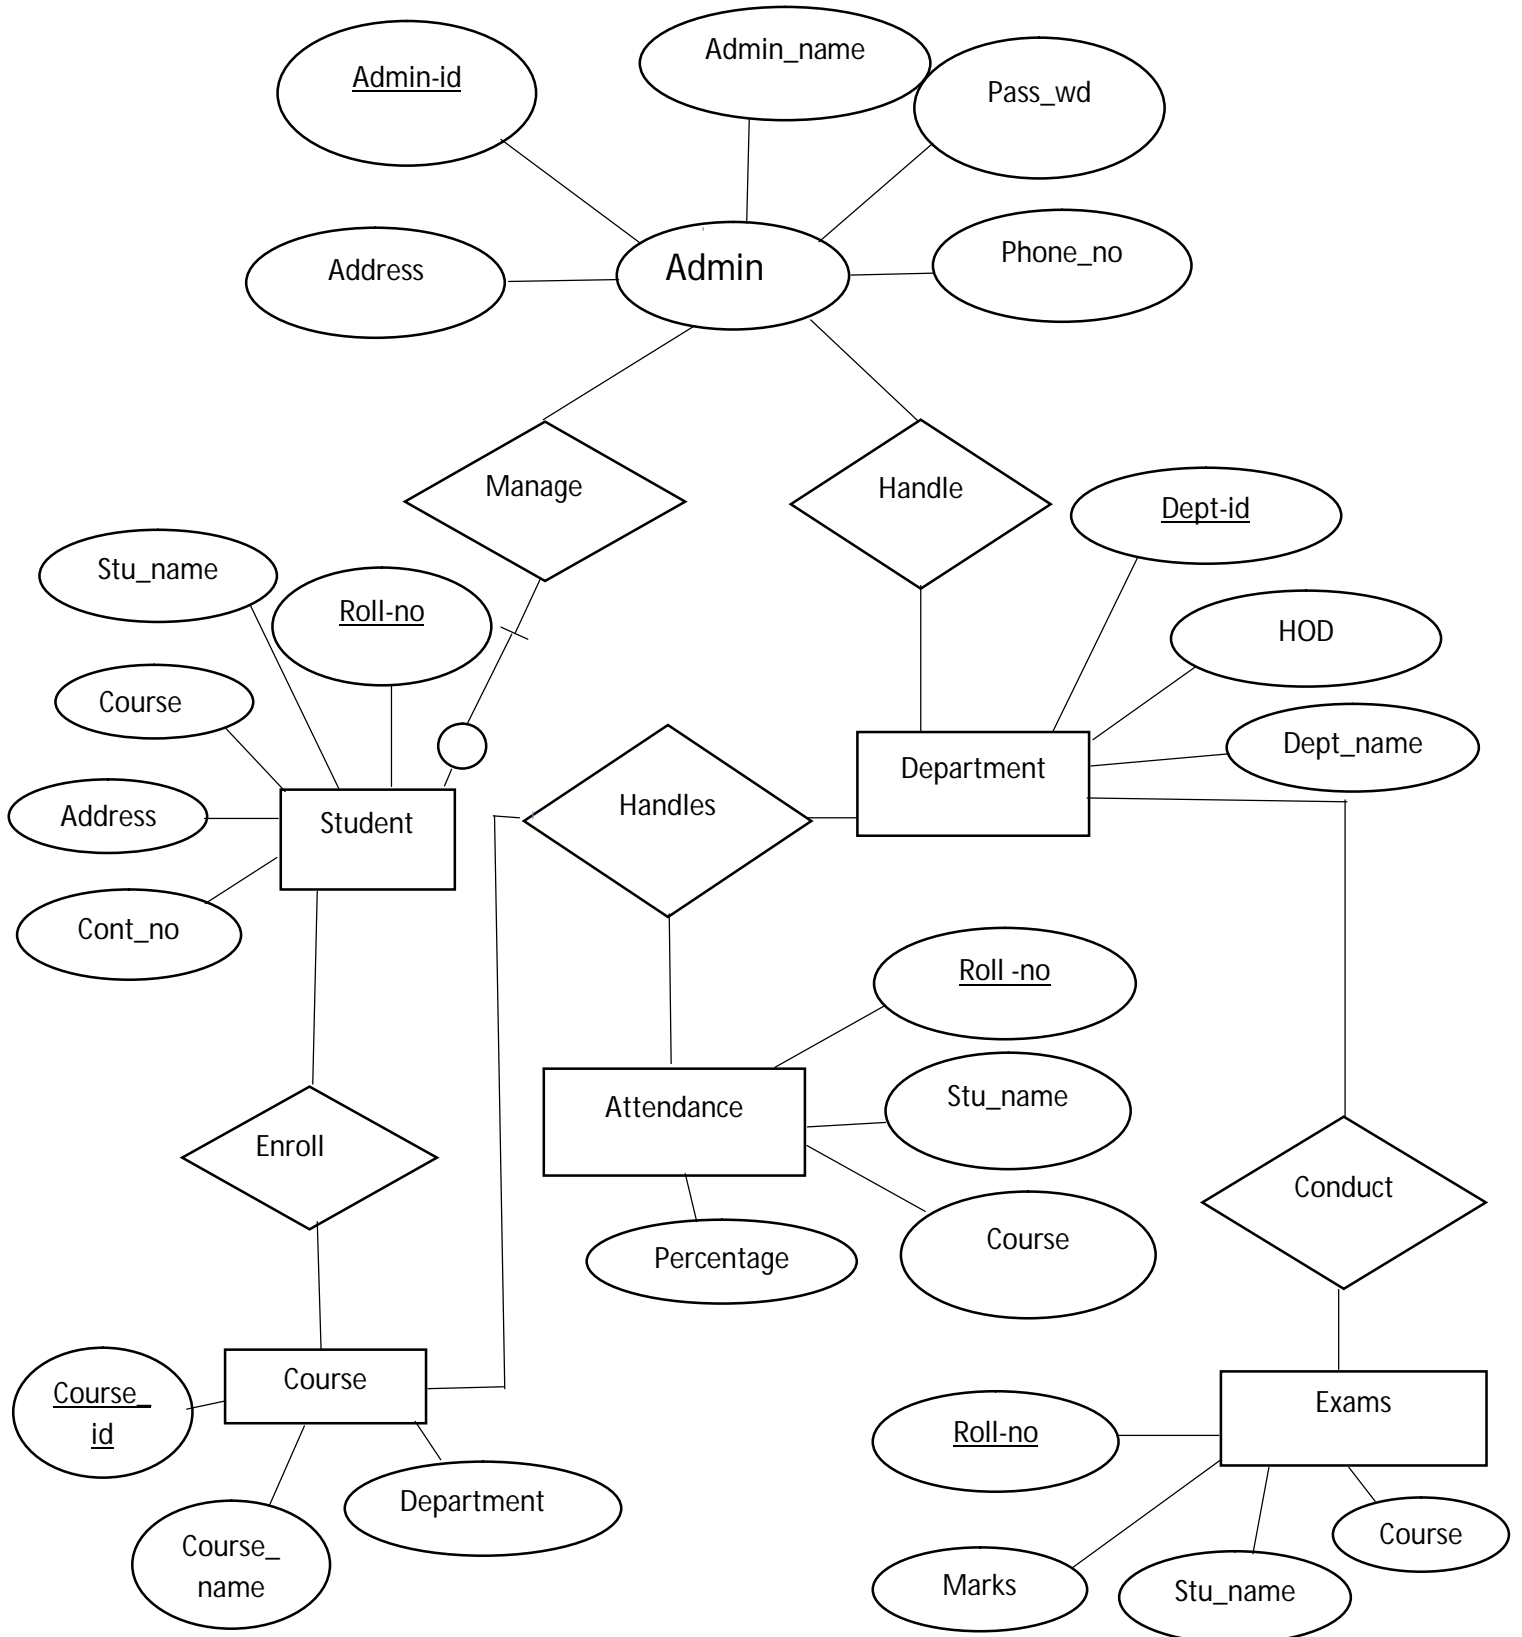 Admin-id
Admin_name
Pass_wd
Address
Admin
Phone_no
Manage
Handle
Dept-id
Stu_name
Roll-no
HOD
Course
Dept_name
Student
Address
Handles
Department
Cont_no
Roll -no
Attendance
Stu_name
Enroll
Conduct
Percentage
Course
Course_
id
Course
Exams
Roll-no
Department
Course_
name
Marks
Stu_name
Course